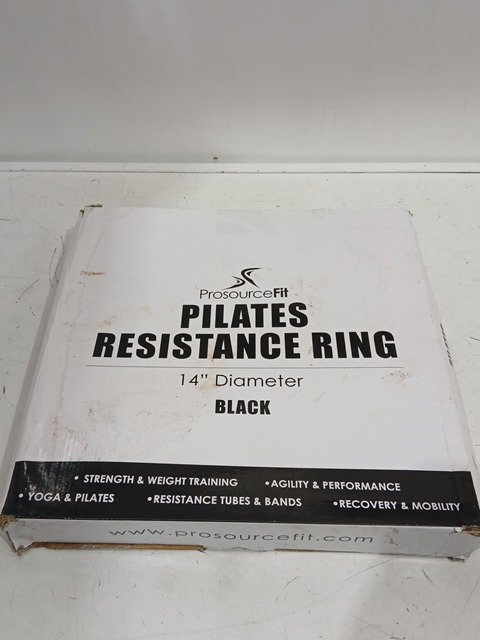 ProsourceFit
PILATES
RESISTANCE RING
14" Diameter
BLACK
• STRENGTH & WEIGHT TRAINING • AGILITY & PERFORMANCE
• YOGA & PILATES • RESISTANCE TUBES & BANDS • RECOVERY & MOBILITY
www.prosourcefit.com